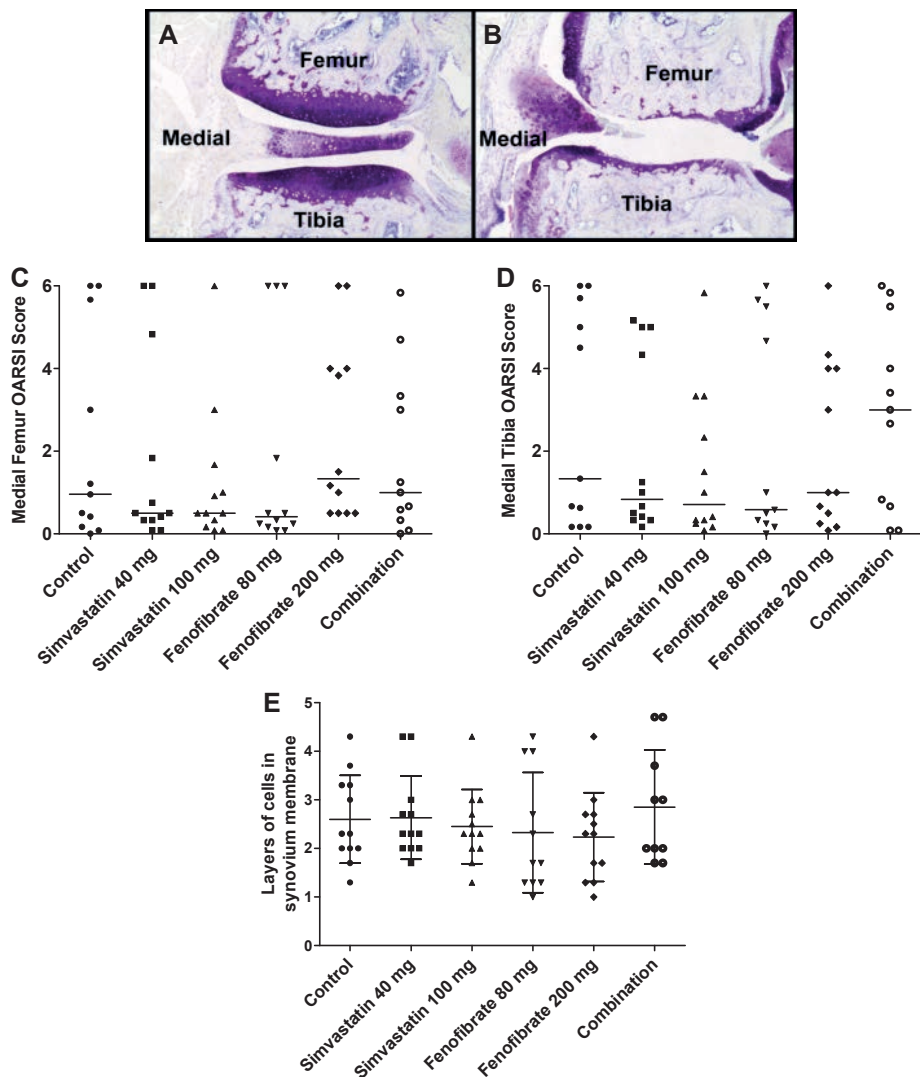 A
Femur
Medial
Tibia
B
Femur
Medial
Tibia
C
Medial Femur OARSI Score
6
4
2
0
Control
Simvastatin 40 mg
Simvastatin 100 mg
Fenofibrate 80 mg
Fenofibrate 200 mg
Combination
D
Medial Tibia OARSI Score
6
4
2
0
Control
Simvastatin 40 mg
Simvastatin 100 mg
Fenofibrate 80 mg
Fenofibrate 200 mg
Combination
E
Layers of cells in
synovium membrane
5
4
3
2
1
0
Control
Simvastatin 40 mg
Simvastatin 100 mg
Fenofibrate 80 mg
Fenofibrate 200 mg
Combination